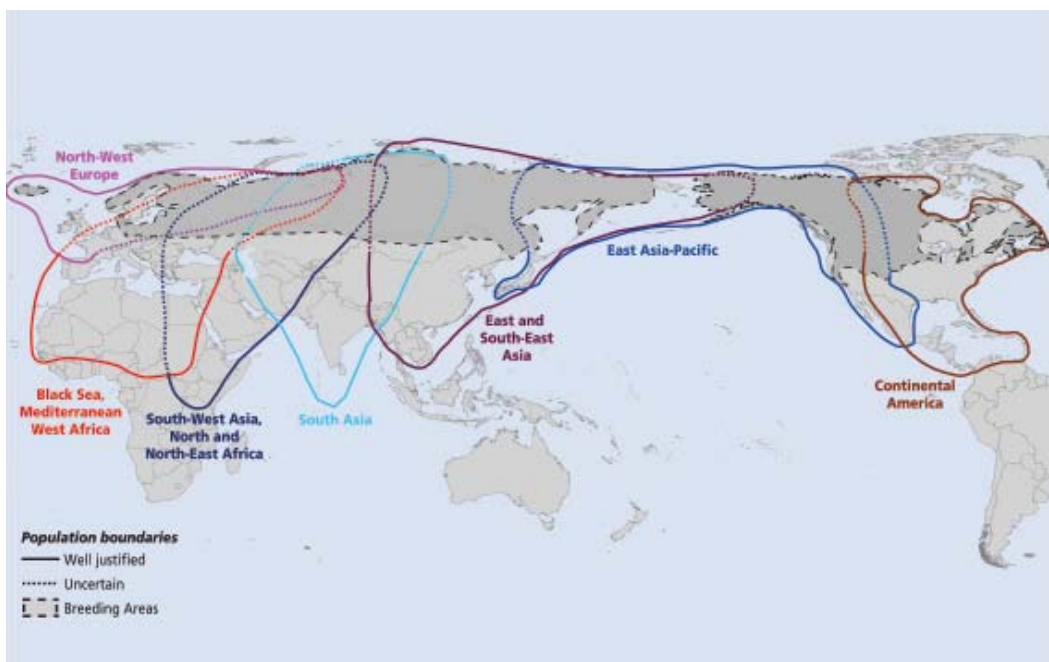 North-West
Europe
East Asia-Pacific
East and
South-East
Asia
Continental
America
Black Sea,
Mediterranean
West Africa
South-West Asia,
North and
North-East Africa
South Asia
Population boundaries
Well justified
Uncertain
Breeding Areas